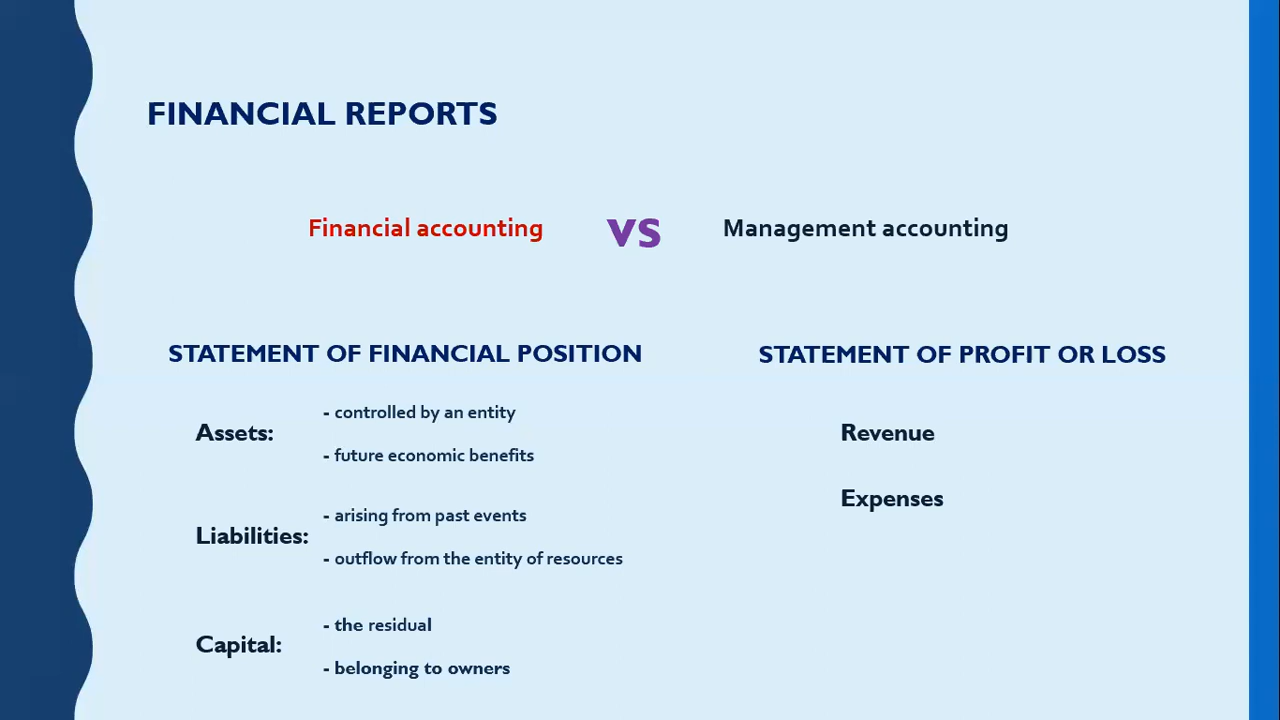 FINANCIAL REPORTS
Financial accounting VS Management accounting
STATEMENT OF FINANCIAL POSITION
Assets:
- controlled by an entity
- future economic benefits
Liabilities:
- arising from past events
- outflow from the entity of resources
Capital:
- the residual
- belonging to owners
STATEMENT OF PROFIT OR LOSS
Revenue
Expenses